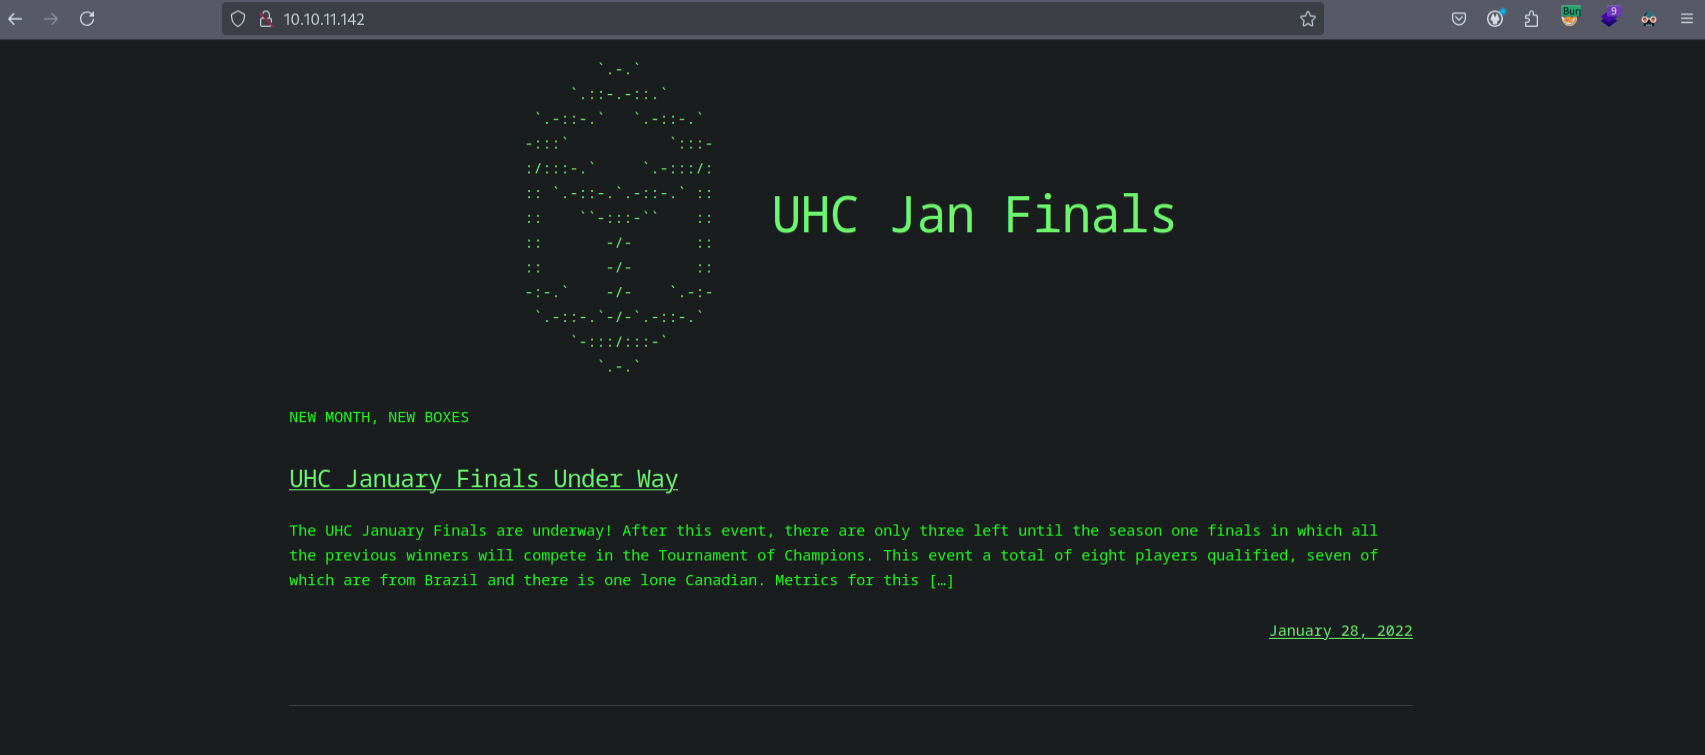 10.10.11.142
Bur
9
`.-.`
`.::-.-::.`
`.-::-.`   `.-::-.`
-:::`           `:::-
:/:::-.`     `.-:::/:
:: `.-::-.`.-::-.` ::
::    ``-:::-``    ::
::       -/-       ::
::       -/-       ::
-:-.`    -/-    `.-:-
`.-::-.`-/-`.-::-.`
`-:::/:::-`
`.-.`
UHC Jan Finals
NEW MONTH, NEW BOXES
UHC January Finals Under Way
The UHC January Finals are underway! After this event, there are only three left until the season one finals in which all
the previous winners will compete in the Tournament of Champions. This event a total of eight players qualified, seven of
which are from Brazil and there is one lone Canadian. Metrics for this […]
January 28, 2022